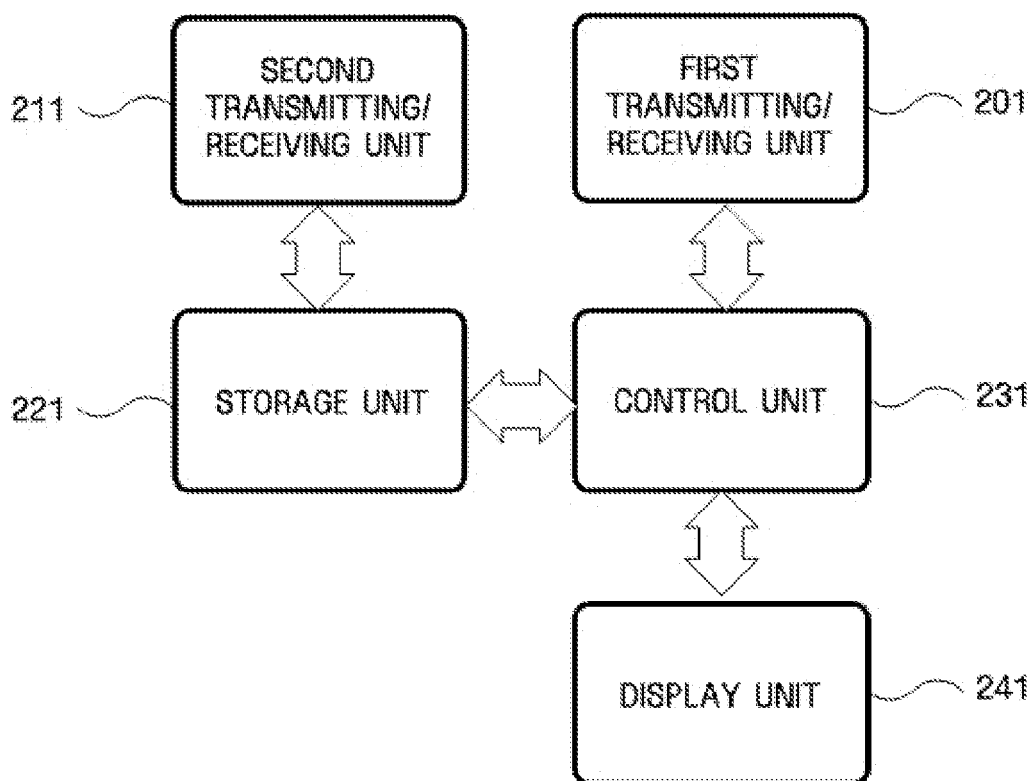 SECOND
TRANSMITTING/
RECEIVING UNIT
211
FIRST
TRANSMITTING/
RECEIVING UNIT
201
STORAGE UNIT
221
CONTROL UNIT
231
DISPLAY UNIT
241